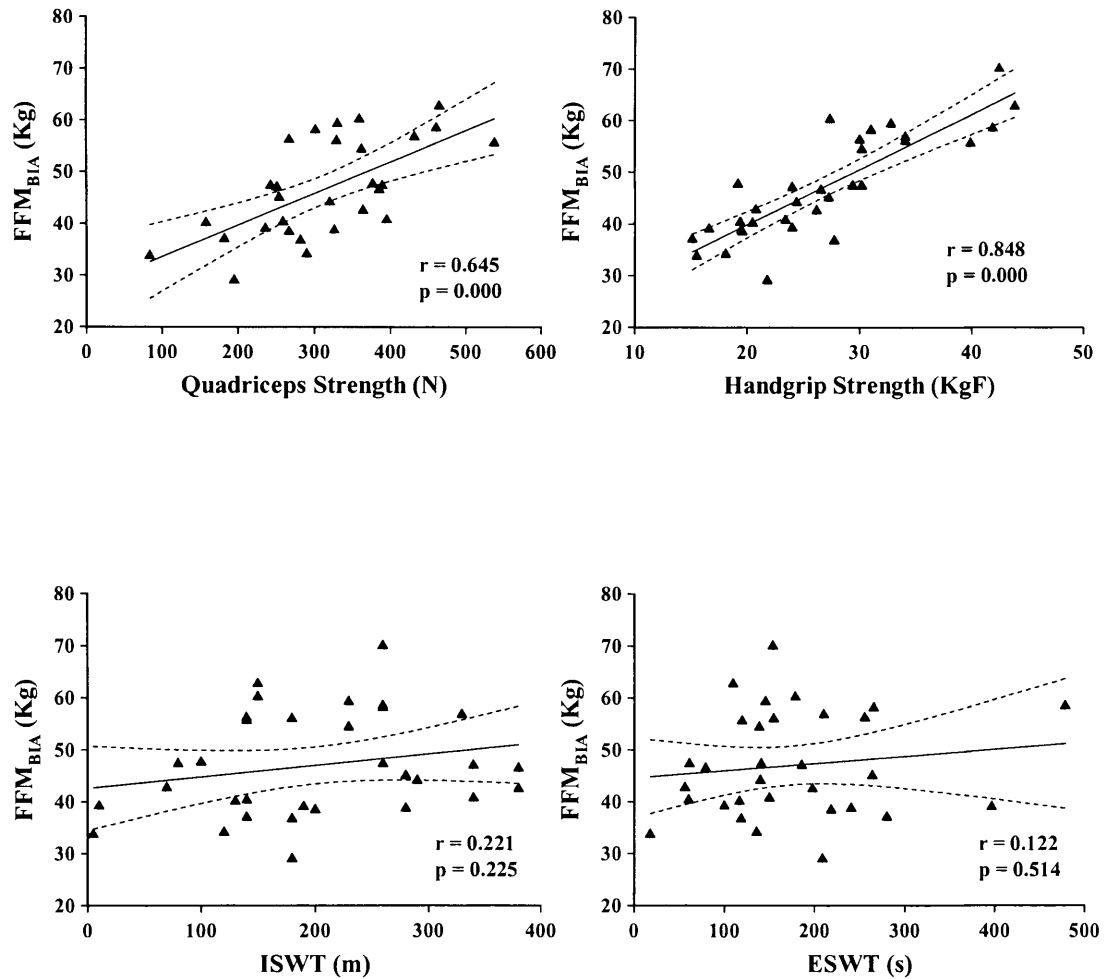 80
70
60
50
40
30
20
FFM_BIA (Kg)
r = 0.645
p = 0.000
0 100 200 300 400 500 600
Quadriceps Strength (N)
80
70
60
50
40
30
20
FFM_BIA (Kg)
r = 0.848
p = 0.000
10 20 30 40 50
Handgrip Strength (KgF)
80
70
60
50
40
30
20
FFM_BIA (Kg)
r = 0.221
p = 0.225
0 100 200 300 400
ISWT (m)
80
70
60
50
40
30
20
FFM_BIA (Kg)
r = 0.122
p = 0.514
0 100 200 300 400 500
ESWT (s)